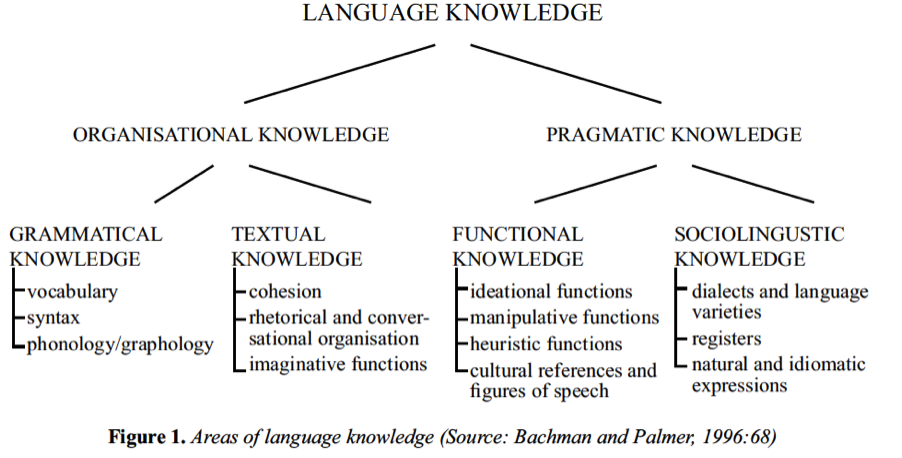 LANGUAGE KNOWLEDGE
ORGANISATIONAL KNOWLEDGE
PRAGMATIC KNOWLEDGE
GRAMMATICAL
KNOWLEDGE
vocabulary
syntax
phonology/graphology
TEXTUAL
KNOWLEDGE
cohesion
rhetorical and conver-
sational organisation
imaginative functions
FUNCTIONAL
KNOWLEDGE
ideational functions
manipulative functions
heuristic functions
cultural references and
figures of speech
SOCIOLINGUSTIC
KNOWLEDGE
dialects and language
varieties
registers
natural and idiomatic
expressions
Figure 1. Areas of language knowledge (Source: Bachman and Palmer, 1996:68)